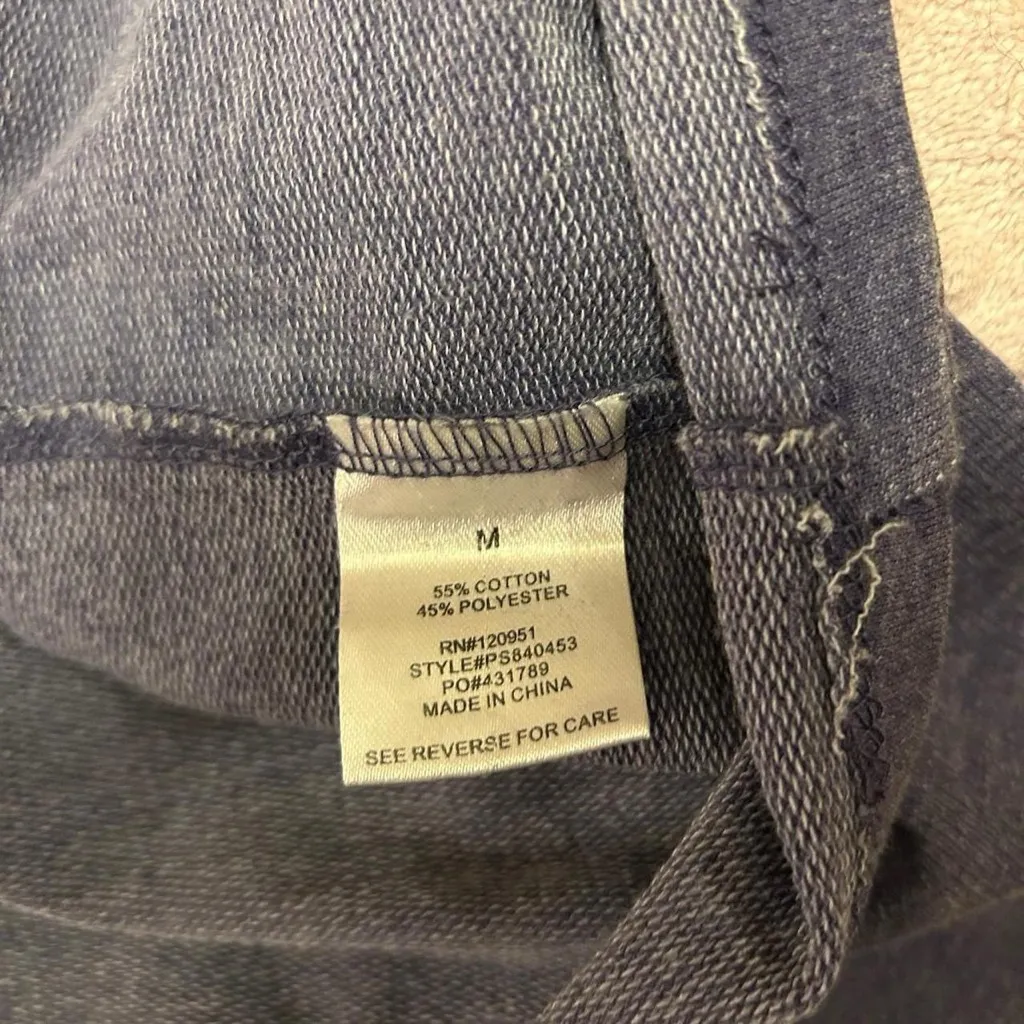 M
55% COTTON
45% POLYESTER
RN#120951
STYLE#PS840453
PO#431789
MADE IN CHINA
SEE REVERSE FOR CARE